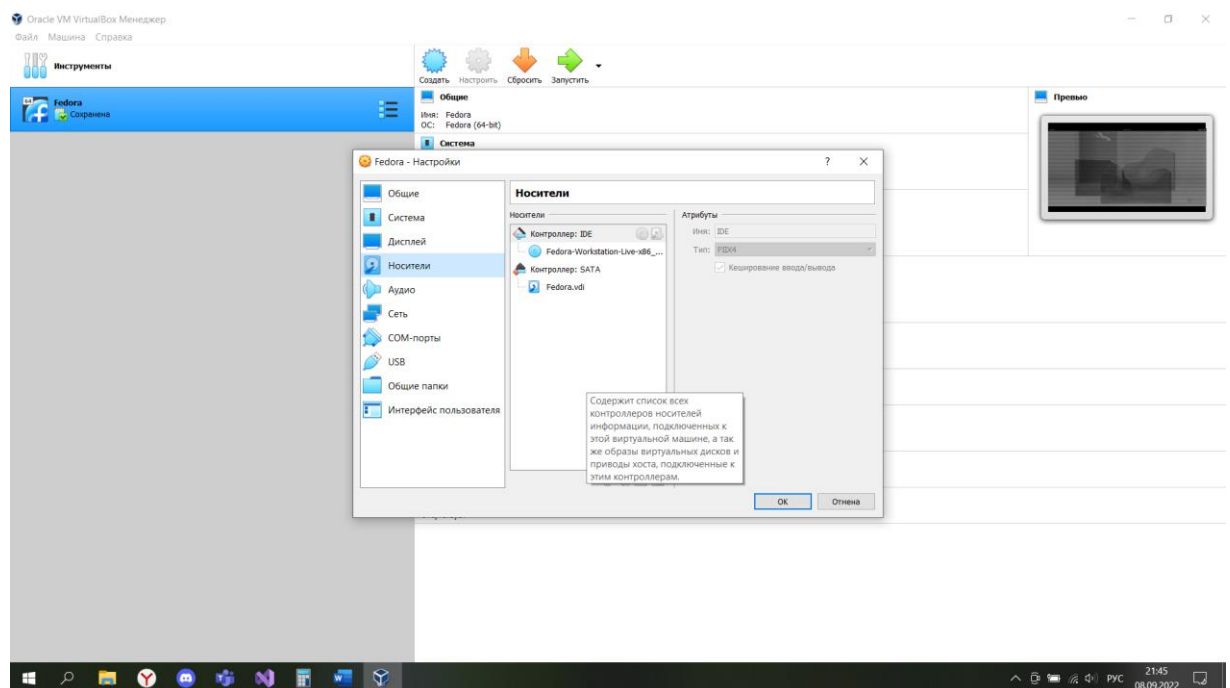 Oracle VM VirtualBox Менеджер
Файл Машина Справка
Инструменты
Создать Настроить Сбросить Запустить
64
Fedora
Сохранена
Общие
Имя: Fedora
ОС: Fedora (64-bit)
Система
Превью
Fedora - Настройки
? 
Общие
Система
Дисплей
Носители
Аудио
Сеть
COM-порты
USB
Общие папки
Интерфейс пользователя
Носители
Носители
Контроллер: IDE
Fedora-Workstation-Live-x86_...
Контроллер: SATA
Fedora.vdi
Атрибуты
Имя: IDE
Тип: PIIX4
Кеширование ввода/вывода
Содержит список всех
контроллеров носителей
информации, подключенных к
этой виртуальной машине, а так
же образы виртуальных дисков и
приводы хоста, подключенные к
этим контроллерам.
OK Отмена
РУС
21:45
08.09.2022